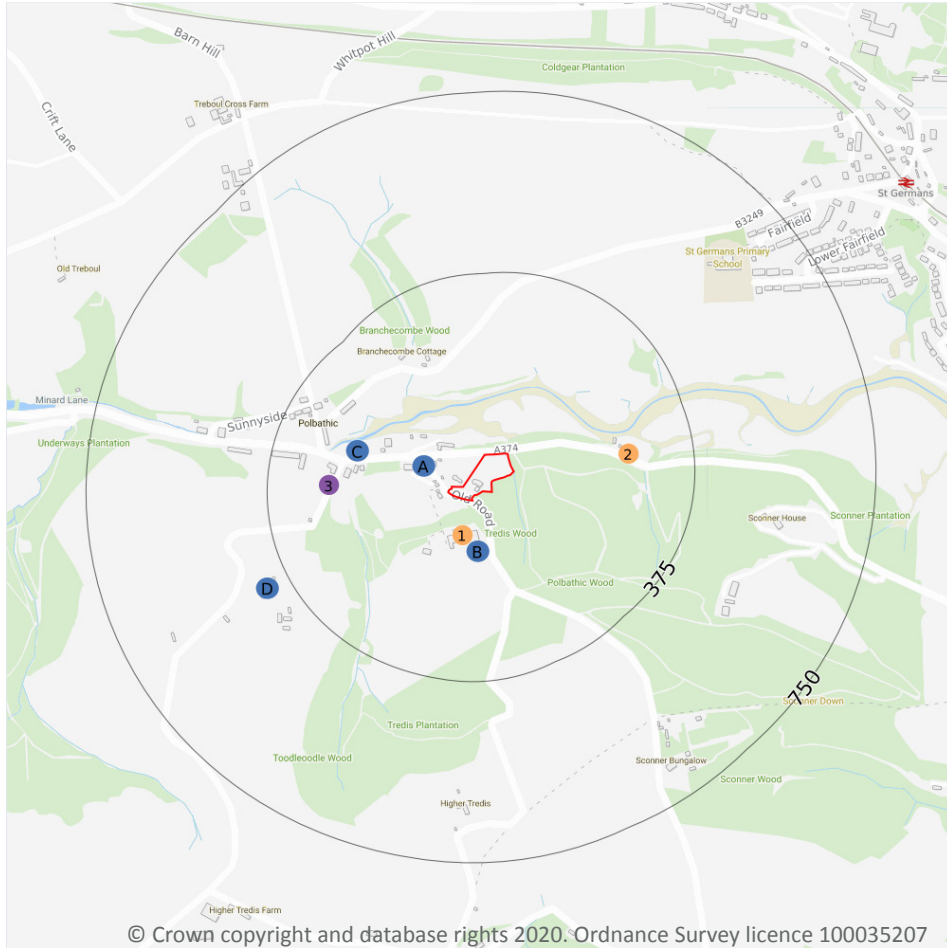 Barn Hill
Whitpot Hill
Coldgear Plantation
Crift Lane
Treboul Cross Farm
St Germans
B3249
Fairfield
Lower Fairfield
St Germans Primary
School
Old Treboul
Branchecombe Wood
Branchecombe Cottage
Minard Lane
Sunnyside
Polbathic
Underways Plantation
A374
C
A
2
3
Old Road
1
B
Tredis Wood
Sconner House
Sconner Plantation
D
Polbathic Wood
375
750
Sconner Down
Tredis Plantation
Toodleoodle Wood
Sconner Bungalow
Sconner Wood
Higher Tredis
Higher Tredis Farm
© Crown copyright and database rights 2020. Ordnance Survey licence 100035207